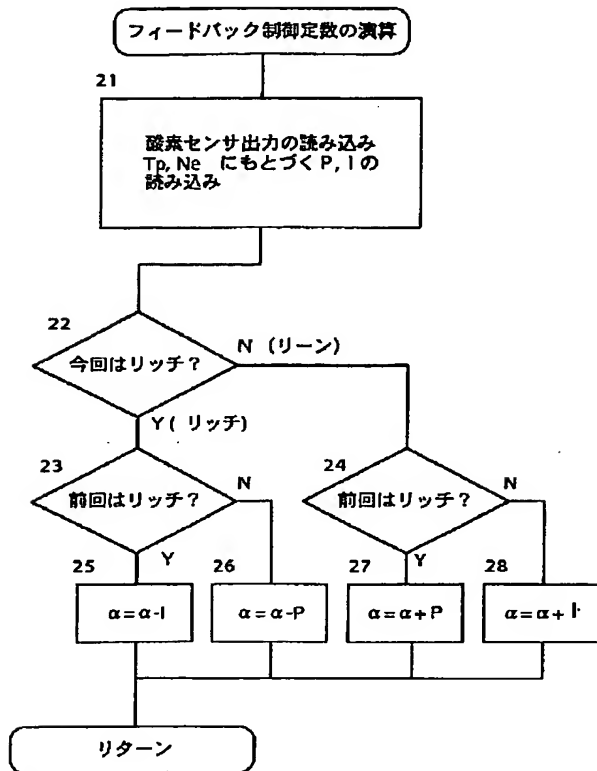 フィードバック制御定数の演算
21
酸素センサ出力の読み込み
Tp, Ne にもとづく P, I の
読み込み
22
今回はリッチ？
N （リーン）
Y ( リッチ)
23
前回はリッチ？
N
Y
24
前回はリッチ？
N
Y
25
α=α-I
26
α=α-P
27
α=α+P
28
α=α+I
リターン